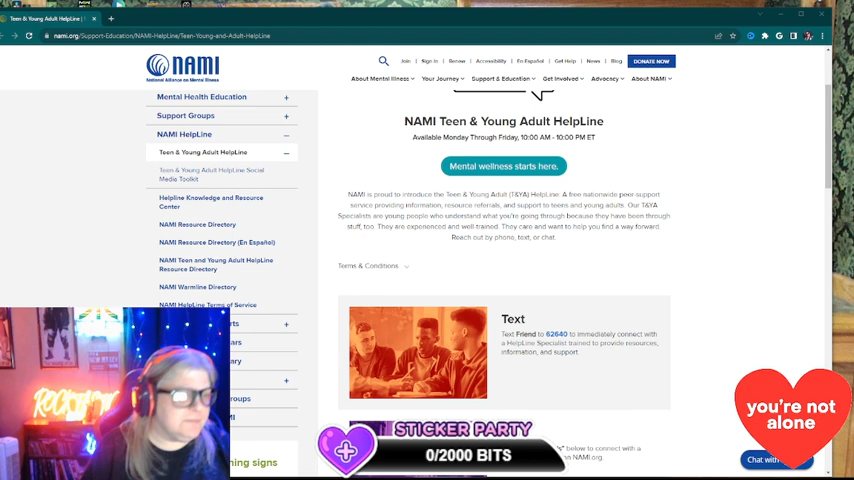 Teen & Young Adult HelpLine |
nami.org/Support-Education/NAMI-HelpLine/Teen-Young-and-Adult-HelpLine
NAMI
National Alliance on Mental Illness
Join
Sign in
Renew
Accessibility
En Español
Get Help
News
Blog
DONATE NOW
About Mental Illness
Your Journey
Support & Education
Get Involved
Advocacy
About NAMI
Mental Health Education
Support Groups
NAMI HelpLine
Teen & Young Adult HelpLine
Teen & Young Adult HelpLine Social
Media Toolkit
Helpline Knowledge and Resource
Center
NAMI Resource Directory
NAMI Resource Directory (En Español)
NAMI Teen and Young Adult HelpLine
Resource Directory
NAMI Warmline Directory
NAMI HelpLine Terms of Service
NAMI Teen & Young Adult HelpLine
Available Monday Through Friday, 10:00 AM - 10:00 PM ET
Mental wellness starts here.
NAMI is proud to introduce the Teen & Young Adult (T&YA) HelpLine: A free nationwide peer-support
service providing information, resource referrals, and support to teens and young adults. Our T&YA
Specialists are young people who understand what you're going through because they have been through
stuff, too. They are experienced and well-trained. They care and want to help you find a way forward.
Reach out by phone, text, or chat.
Terms & Conditions
Text
Text Friend to 62640 to immediately connect with
a HelpLine Specialist trained to provide resources,
information, and support.
below to connect with a
on NAMI.org.
Chat with
you're not
alone
STICKER PARTY
0/2000 BITS
roups
signs